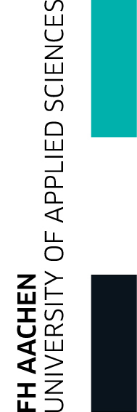 FH AACHEN
UNIVERSITY OF APPLIED SCIENCES